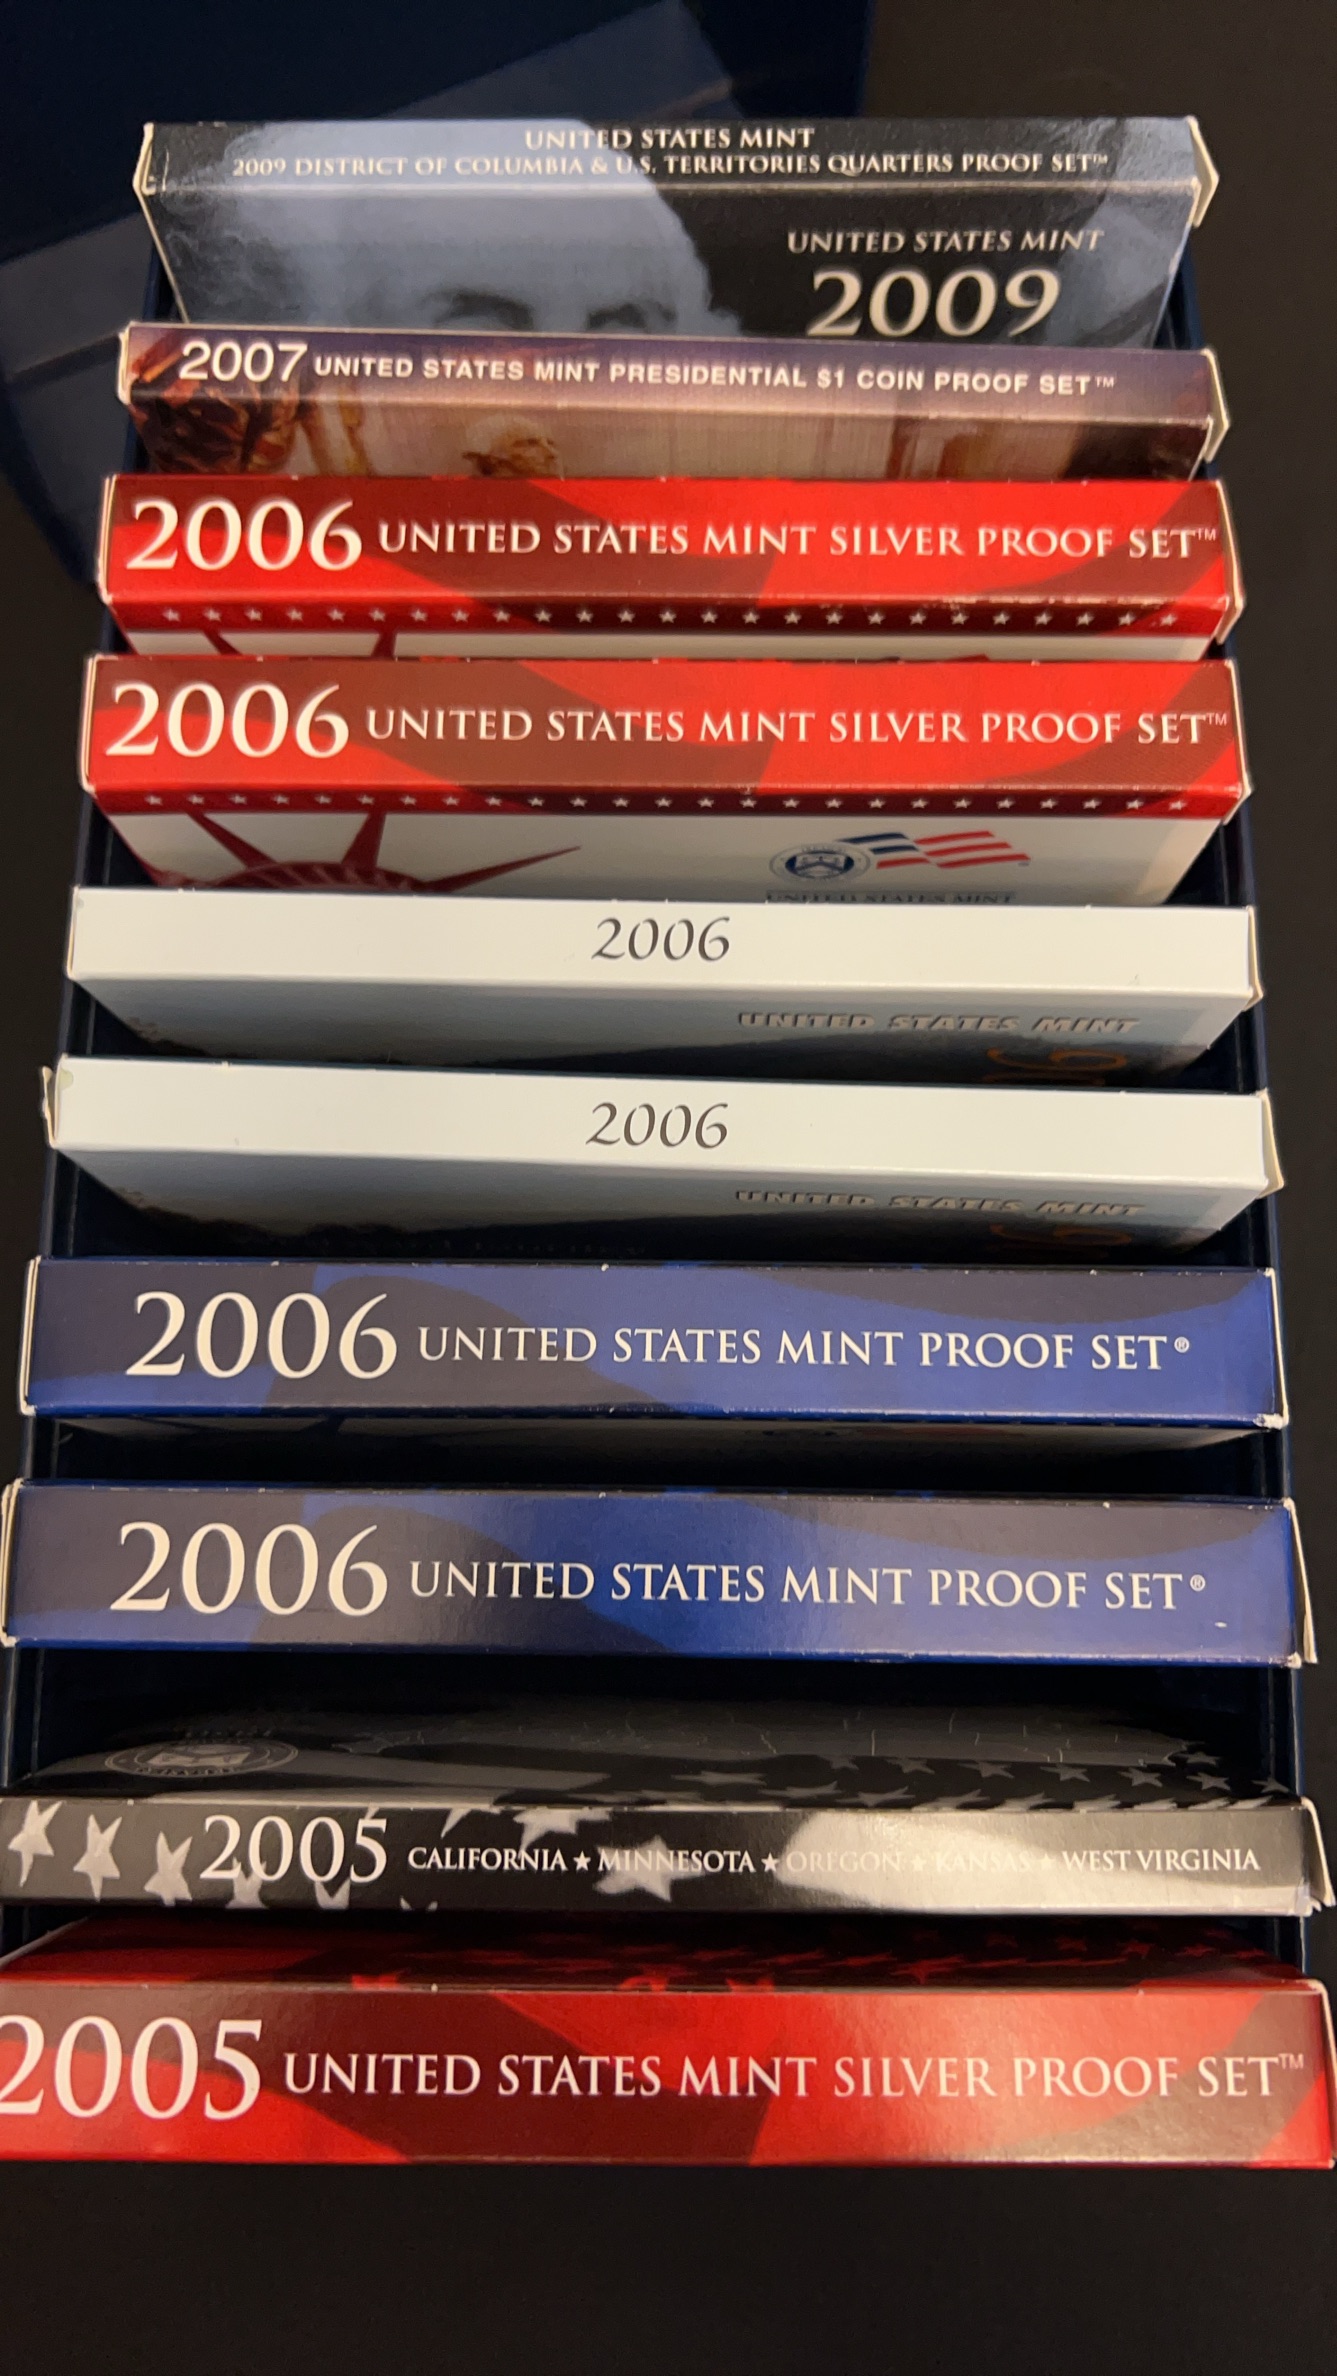 UNITED STATES MINT
2009 DISTRICT OF COLUMBIA & U.S. TERRITORIES QUARTERS PROOF SET™
UNITED STATES MINT
2009
2007 UNITED STATES MINT PRESIDENTIAL $1 COIN PROOF SET™
2006 UNITED STATES MINT SILVER PROOF SET™
2006 UNITED STATES MINT SILVER PROOF SET™
UNITED STATES MINT
2006
UNITED STATES MINT
2006
UNITED STATES MINT
2006 UNITED STATES MINT PROOF SET®
2006 UNITED STATES MINT PROOF SET®
2005 CALIFORNIA ★ MINNESOTA ★ OREGON ★ KANSAS ★ WEST VIRGINIA
2005 UNITED STATES MINT SILVER PROOF SET™